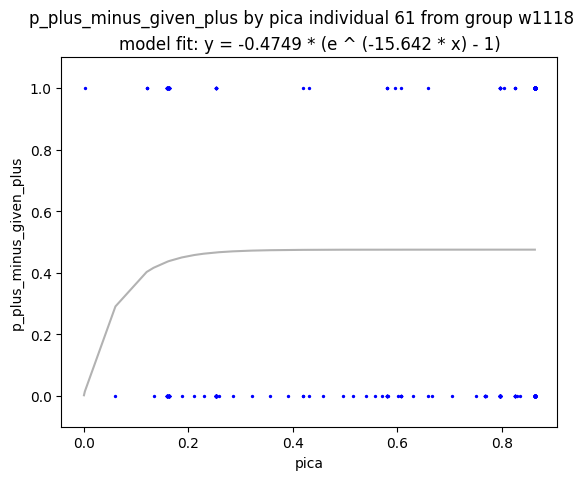 p_plus_minus_given_plus by pica individual 61 from group w1118
model fit: y = -0.4749 * (e ^ (-15.642 * x) - 1)
1.0
0.8
0.6
0.4
0.2
0.0
p_plus_minus_given_plus
0.0 0.2 0.4 0.6 0.8
pica